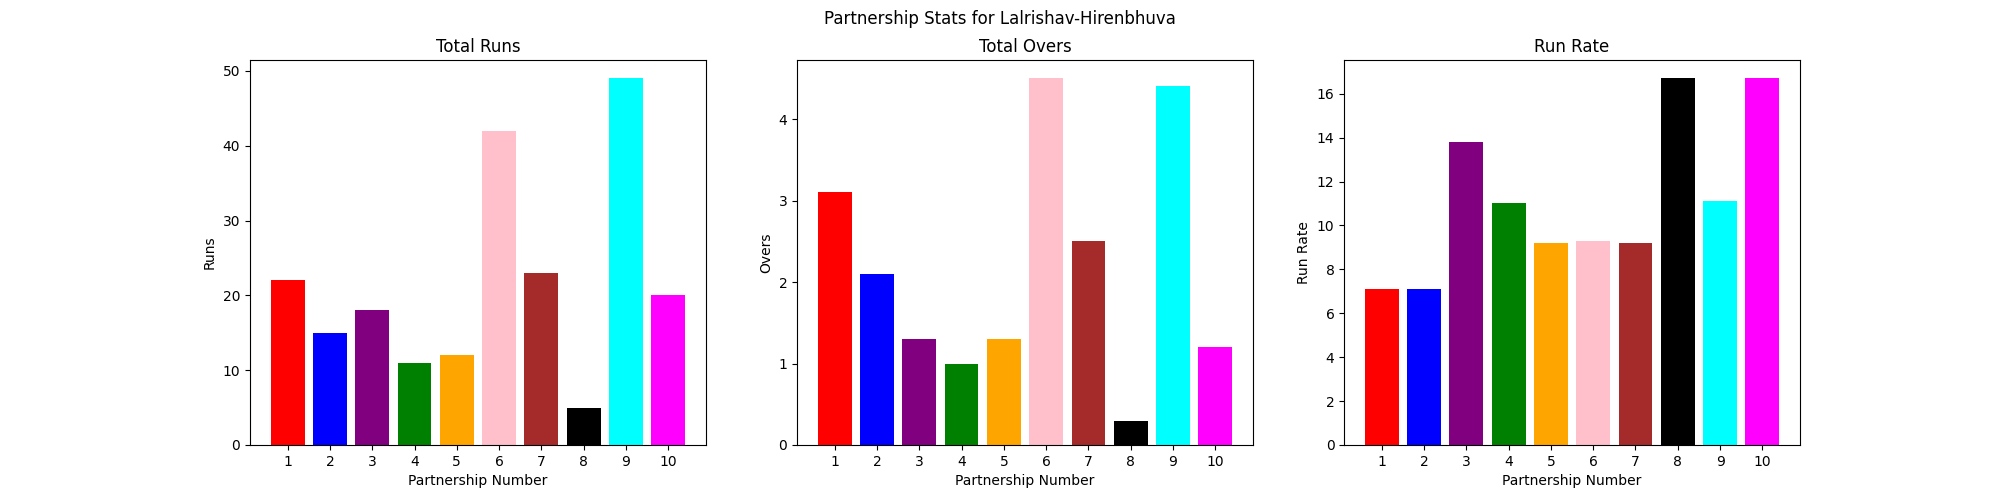 Partnership Stats for Lalrishav-Hirenbhuva
Total Runs
50
40
30
20
10
0
Runs
1 2 3 4 5 6 7 8 9 10
Partnership Number
Total Overs
4
3
2
1
0
Overs
1 2 3 4 5 6 7 8 9 10
Partnership Number
Run Rate
16
14
12
10
8
6
4
2
0
Run Rate
1 2 3 4 5 6 7 8 9 10
Partnership Number